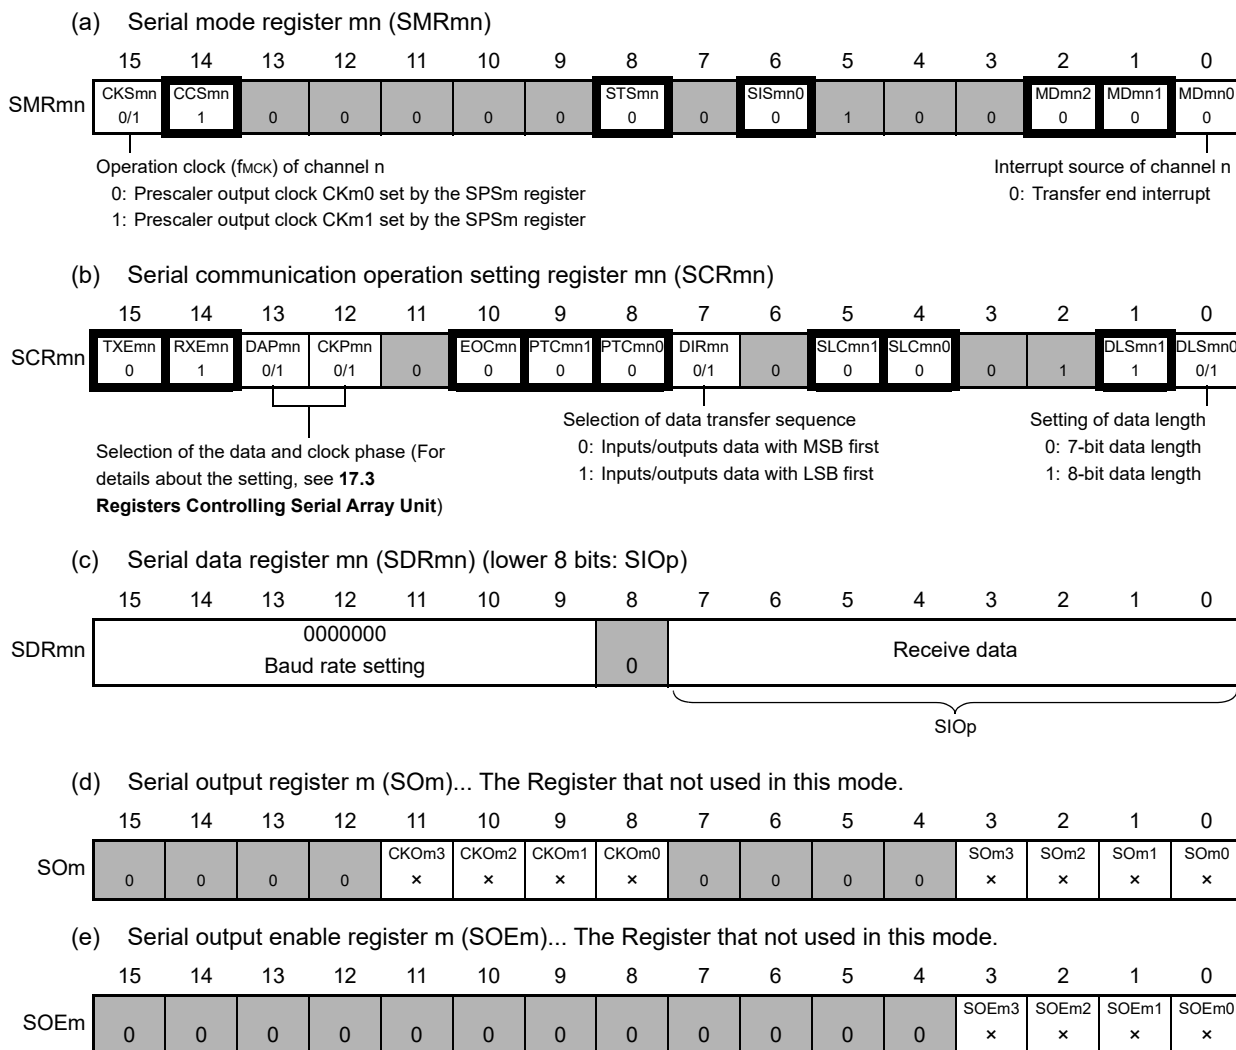 (a) Serial mode register mn (SMRmn)
15 14 13 12 11 10 9 8 7 6 5 4 3 2 1 0
SMRmn
CKSmn CCSmn STSmn SISmn0 MDmn2 MDmn1 MDmn0
0/1 1 0 0 0 0 0 0 0 0 1 0 0 0 0 0
Operation clock (fMCK) of channel n
0: Prescaler output clock CKm0 set by the SPSm register
1: Prescaler output clock CKm1 set by the SPSm register
Interrupt source of channel n
0: Transfer end interrupt
(b) Serial communication operation setting register mn (SCRmn)
15 14 13 12 11 10 9 8 7 6 5 4 3 2 1 0
SCRmn
TXEmn RXEmn DAPmn CKPmn EOCmn PTCmn1 PTCmn0 DIRmn SLCmn1 SLCmn0 DLSmn1 DLSmn0
0 1 0/1 0/1 0 0 0 0 0/1 0 0 0 0 1 1 0/1
Selection of the data and clock phase (For
details about the setting, see 17.3
Registers Controlling Serial Array Unit)
Selection of data transfer sequence
0: Inputs/outputs data with MSB first
1: Inputs/outputs data with LSB first
Setting of data length
0: 7-bit data length
1: 8-bit data length
(c) Serial data register mn (SDRmn) (lower 8 bits: SIOp)
15 14 13 12 11 10 9 8 7 6 5 4 3 2 1 0
SDRmn
0000000
Baud rate setting
0
Receive data
SIOp
(d) Serial output register m (SOm)... The Register that not used in this mode.
15 14 13 12 11 10 9 8 7 6 5 4 3 2 1 0
SOm
CKOm3 CKOm2 CKOm1 CKOm0 SOm3 SOm2 SOm1 SOm0
0 0 0 0 × × × × 0 0 0 0 × × × ×
(e) Serial output enable register m (SOEm)... The Register that not used in this mode.
15 14 13 12 11 10 9 8 7 6 5 4 3 2 1 0
SOEm
SOEm3 SOEm2 SOEm1 SOEm0
0 0 0 0 0 0 0 0 0 0 0 0 × × × ×